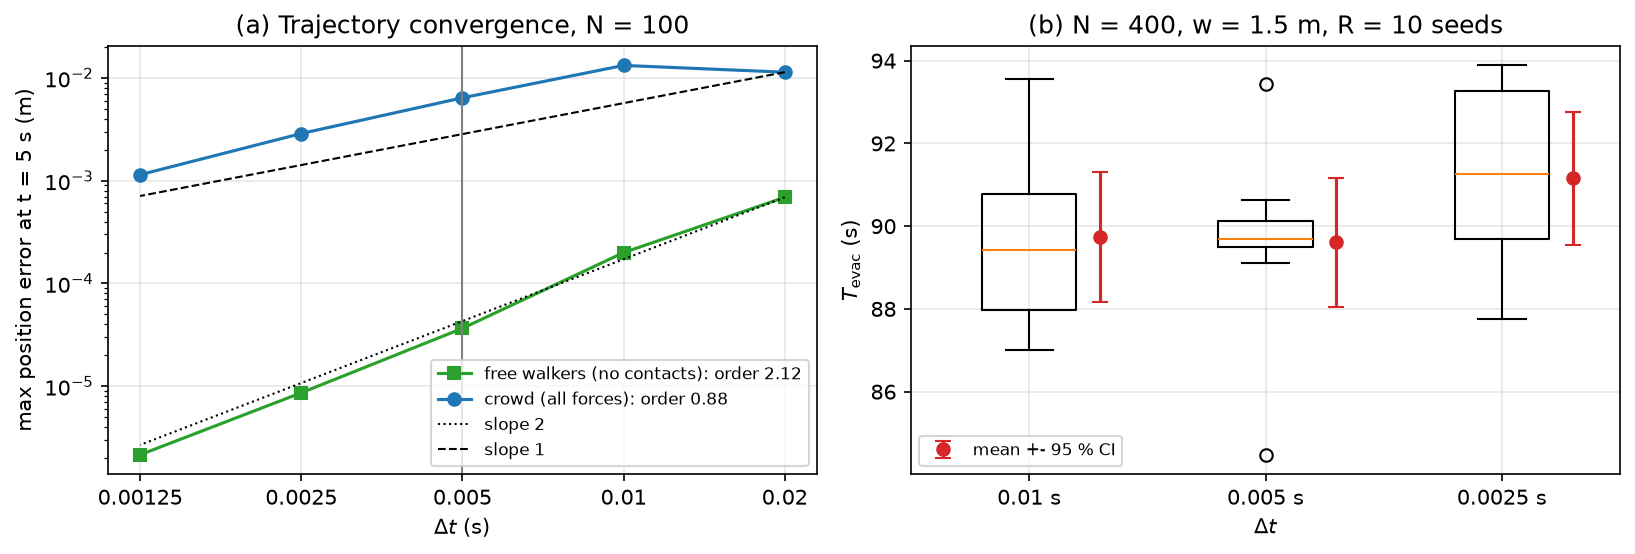 (a) Trajectory convergence, N = 100
max position error at t = 5 s (m)
10⁻²
10⁻³
10⁻⁴
10⁻⁵
free walkers (no contacts): order 2.12
crowd (all forces): order 0.88
slope 2
slope 1
0.00125 0.0025 0.005 0.01 0.02
Δt (s)
(b) N = 400, w = 1.5 m, R = 10 seeds
T_evac (s)
94
92
90
88
86
mean +- 95 % CI
0.01 s 0.005 s 0.0025 s
Δt